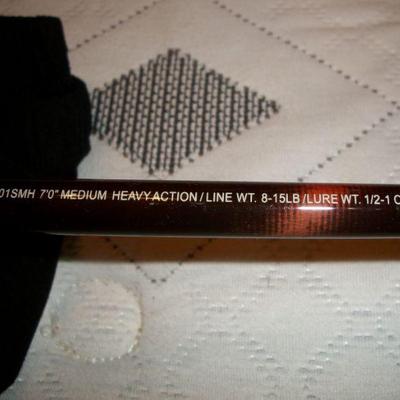 01SMH 7'0" MEDIUM HEAVY ACTION / LINE WT. 8-15LB /LURE WT. 1/2-1 O